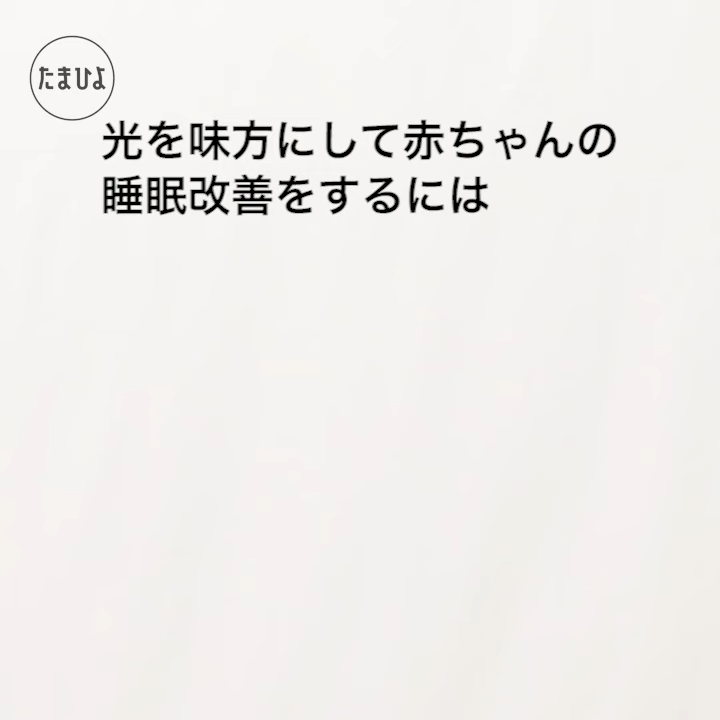 たまひよ
光を味方にして赤ちゃんの
睡眠改善をするには